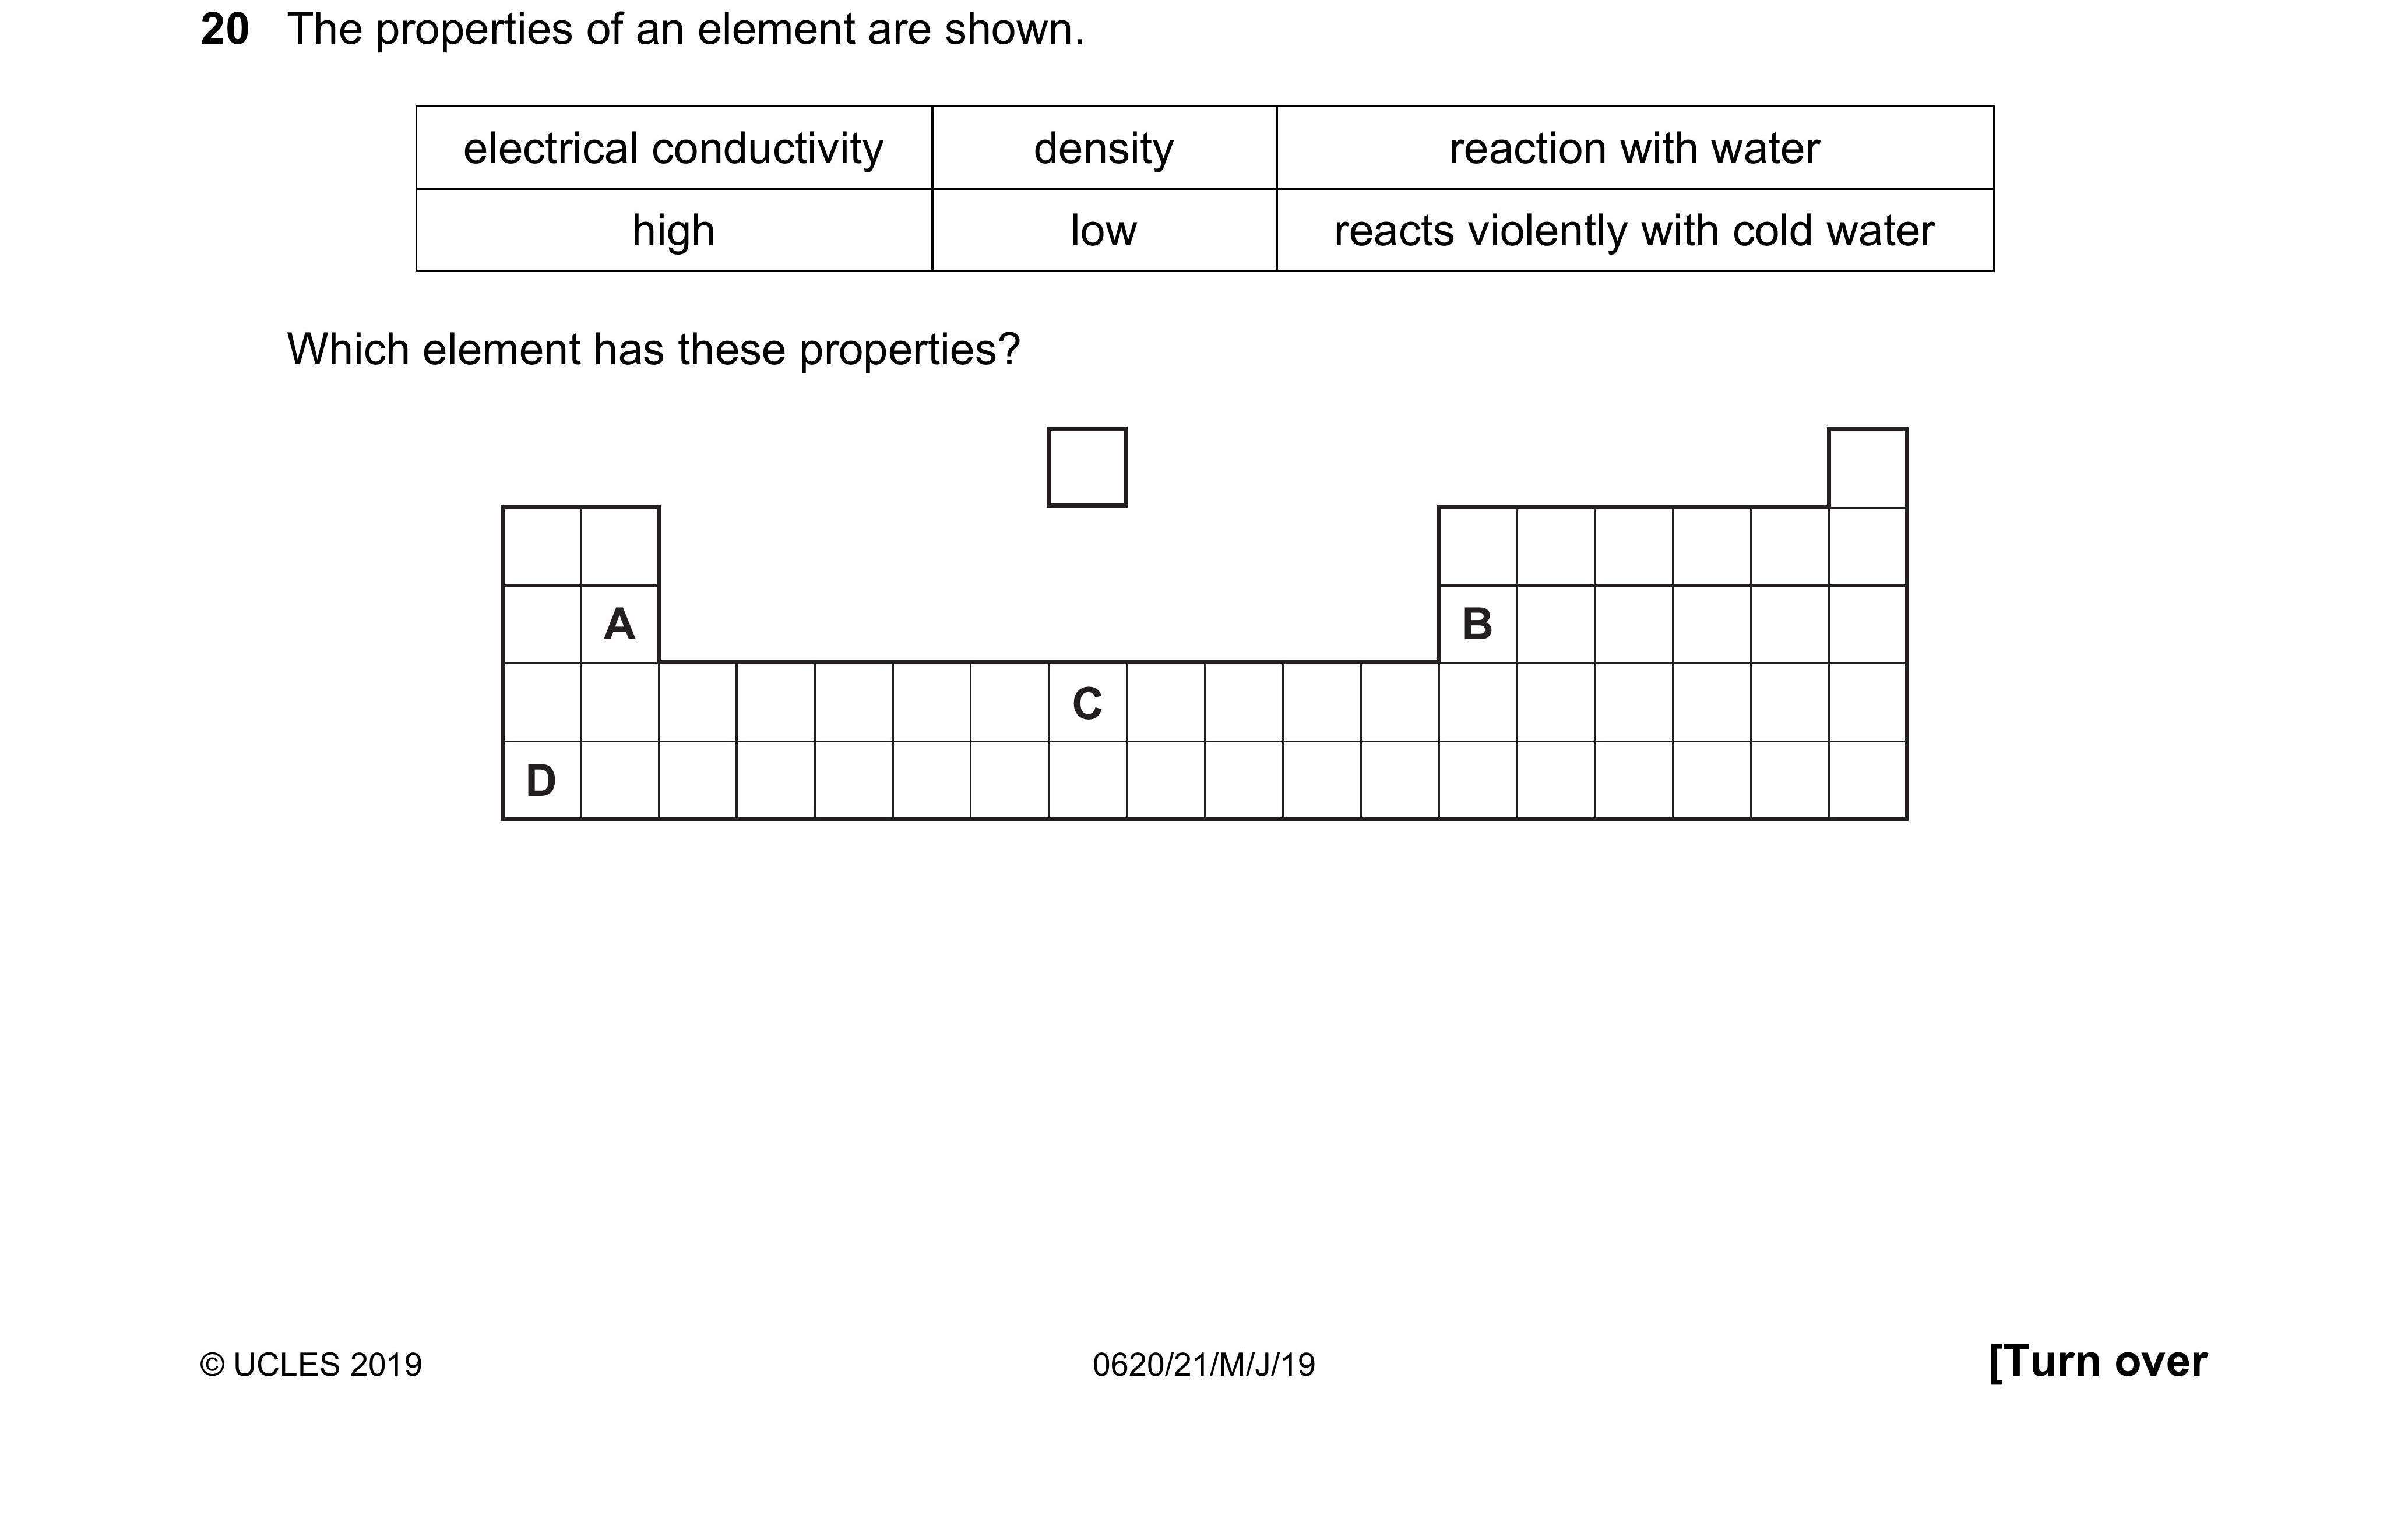 20 The properties of an element are shown.
electrical conductivity density reaction with water
high low reacts violently with cold water
Which element has these properties?
A B
C
D
© UCLES 2019 0620/21/M/J/19 [Turn over